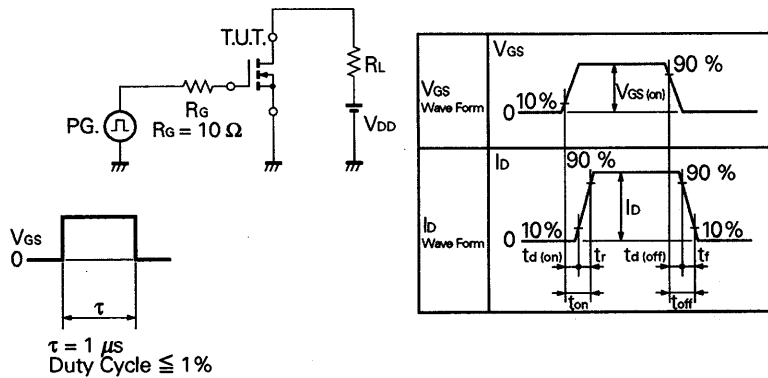 T.U.T.
RL
RG
RG = 10 Ω
PG.
VDD
VGS
0
τ
τ = 1 μs
Duty Cycle ≦ 1%
VGS
Wave Form
VGS
90 %
10%
VGS (on)
0
ID
Wave Form
ID
90 %
90 %
ID
0
10%
10%
td (on)
tr
td (off)
tf
ton
toff